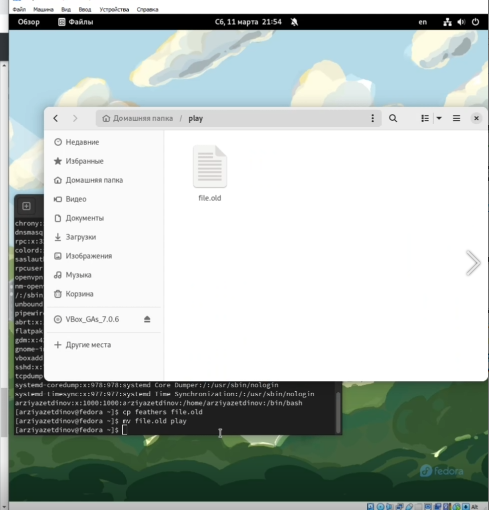 Файл Машина Вид Ввод Устройства Справка
Обзор Файлы Сб, 11 марта 21:54 en
Домашняя папка / play
Недавние
Избранные
Домашняя папка
Видео
Документы
Загрузки
Изображения
Музыка
Корзина
VBox_GAs_7.0.6
+ Другие места
file.old
chrony:
dnsmasq
rpc:x:3
colord:
saslaut
rpcuser
openvpn
nm-open
/:/sbin
unbound
pipewir
abrt:x:
flatpak
gdm:x:4
gnome-i
vboxadd
sshd:x:
tcpdump
systemd-coredump:x:978:978:systemd Core Dumper:/:/usr/sbin/nologin
systemd-timesync:x:977:977:systemd Time Synchronization:/:/usr/sbin/nologin
arziyazetdinov:x:1000:1000:arziyazetdinov:/home/arziyazetdinov:/bin/bash
[arziyazetdinov@fedora ~]$ cp feathers file.old
[arziyazetdinov@fedora ~]$ mv file.old play
[arziyazetdinov@fedora ~]$
fedora